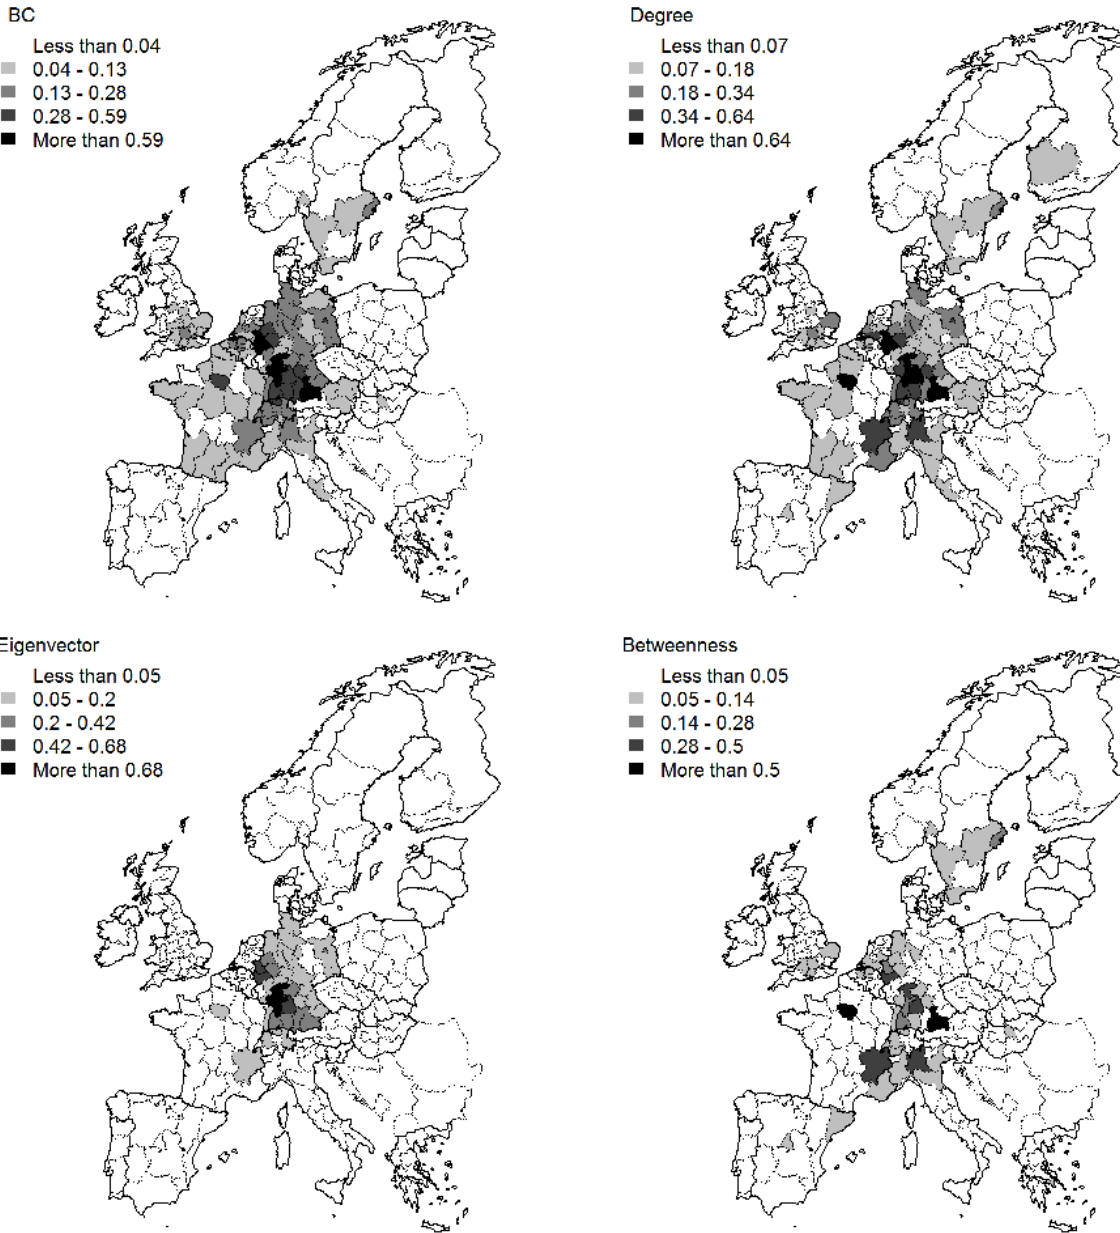 BC
Less than 0.04
0.04 - 0.13
0.13 - 0.28
0.28 - 0.59
More than 0.59
Degree
Less than 0.07
0.07 - 0.18
0.18 - 0.34
0.34 - 0.64
More than 0.64
Eigenvector
Less than 0.05
0.05 - 0.2
0.2 - 0.42
0.42 - 0.68
More than 0.68
Betweenness
Less than 0.05
0.05 - 0.14
0.14 - 0.28
0.28 - 0.5
More than 0.5